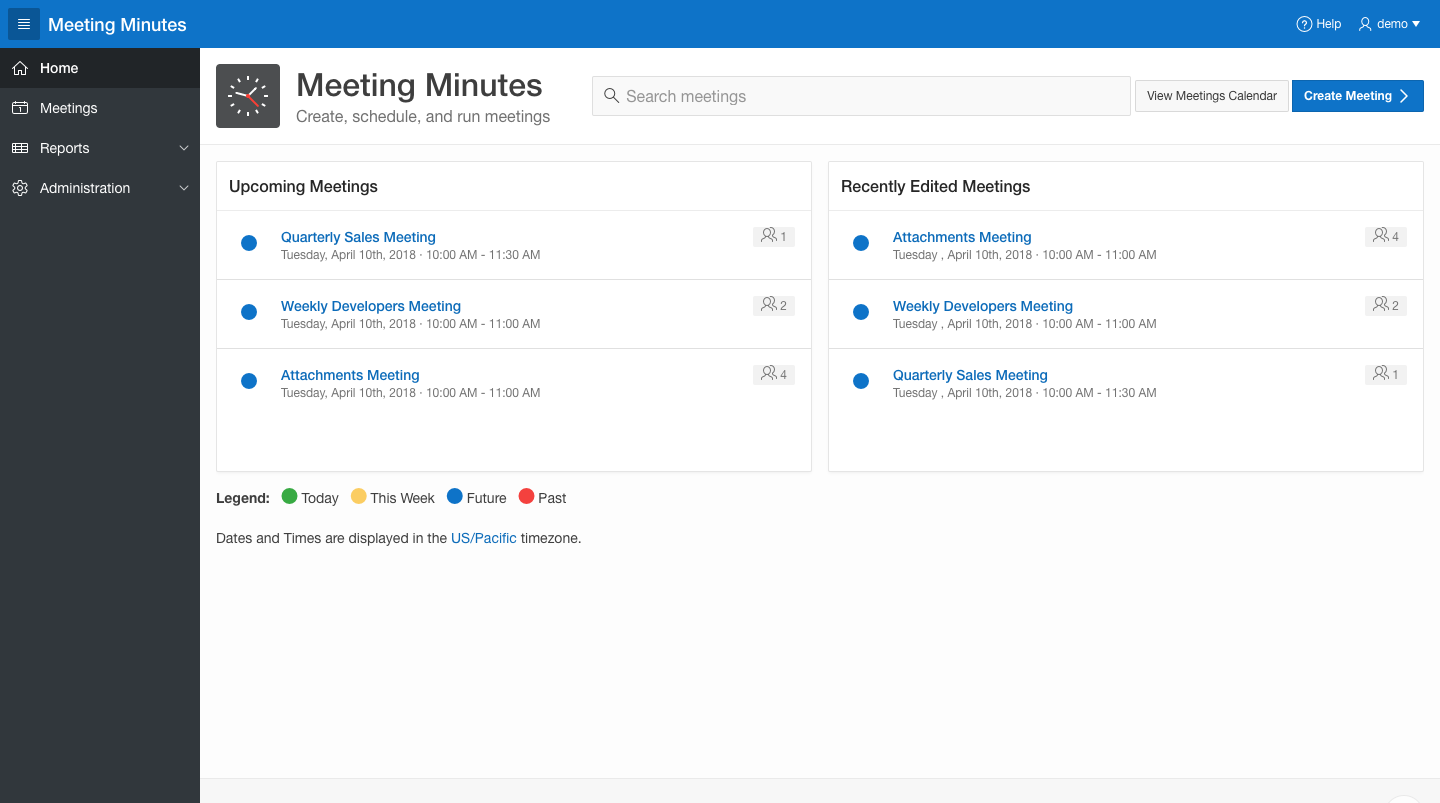 Meeting Minutes
Help
demo
Home
Meetings
Reports
Administration
Meeting Minutes
Create, schedule, and run meetings
Search meetings
View Meetings Calendar
Create Meeting
Upcoming Meetings
Quarterly Sales Meeting
1
Tuesday, April 10th, 2018 · 10:00 AM - 11:30 AM
Weekly Developers Meeting
2
Tuesday, April 10th, 2018 · 10:00 AM - 11:00 AM
Attachments Meeting
4
Tuesday, April 10th, 2018 · 10:00 AM - 11:00 AM
Recently Edited Meetings
Attachments Meeting
4
Tuesday , April 10th, 2018 · 10:00 AM - 11:00 AM
Weekly Developers Meeting
2
Tuesday , April 10th, 2018 · 10:00 AM - 11:00 AM
Quarterly Sales Meeting
1
Tuesday , April 10th, 2018 · 10:00 AM - 11:30 AM
Legend: Today This Week Future Past
Dates and Times are displayed in the US/Pacific timezone.